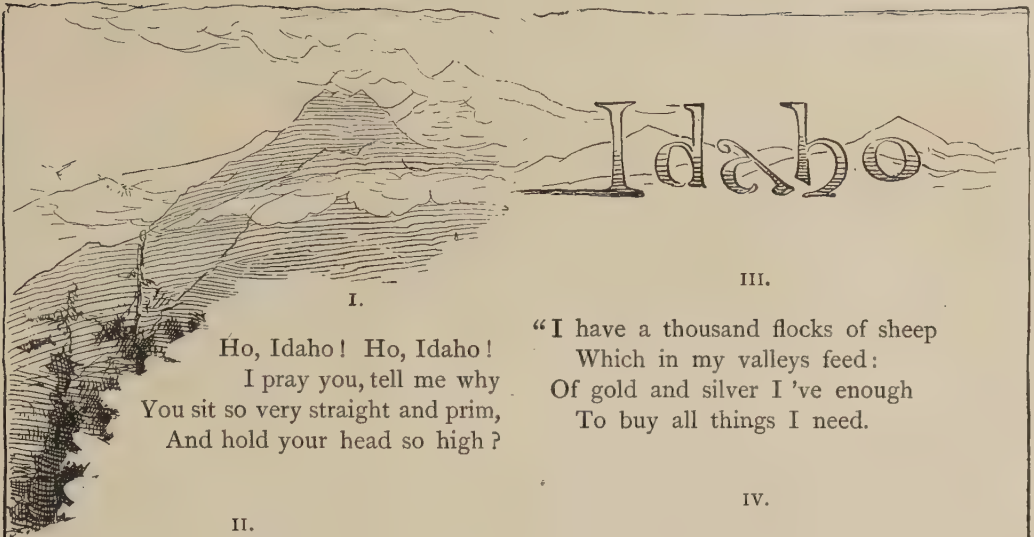 Idaho
I.
Ho, Idaho! Ho, Idaho!
I pray you, tell me why
You sit so very straight and prim,
And hold your head so high?
II.
III.
“I have a thousand flocks of sheep
Which in my valleys feed:
Of gold and silver I 've enough
To buy all things I need.
IV.